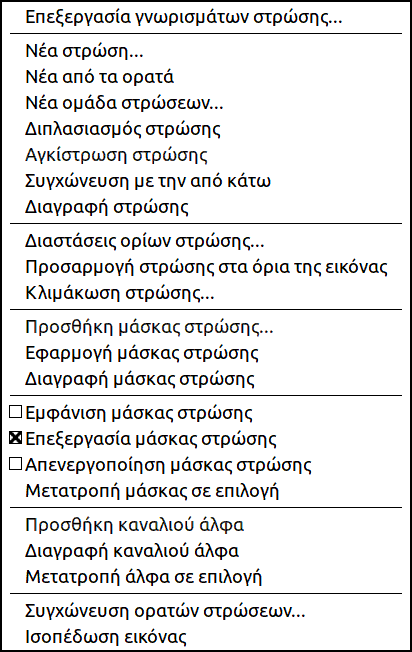 Επεξεργασία γνωρισμάτων στρώσης...
Νέα στρώση...
Νέα από τα ορατά
Νέα ομάδα στρώσεων...
Διπλασιασμός στρώσης
Αγκίστρωση στρώσης
Συγχώνευση με την από κάτω
Διαγραφή στρώσης
Διαστάσεις ορίων στρώσης...
Προσαρμογή στρώσης στα όρια της εικόνας
Κλιμάκωση στρώσης...
Προσθήκη μάσκας στρώσης...
Εφαρμογή μάσκας στρώσης
Διαγραφή μάσκας στρώσης
Εμφάνιση μάσκας στρώσης
Επεξεργασία μάσκας στρώσης
Απενεργοποίηση μάσκας στρώσης
Μετατροπή μάσκας σε επιλογή
Προσθήκη καναλιού άλφα
Διαγραφή καναλιού άλφα
Μετατροπή άλφα σε επιλογή
Συγχώνευση ορατών στρώσεων...
Ισοπέδωση εικόνας